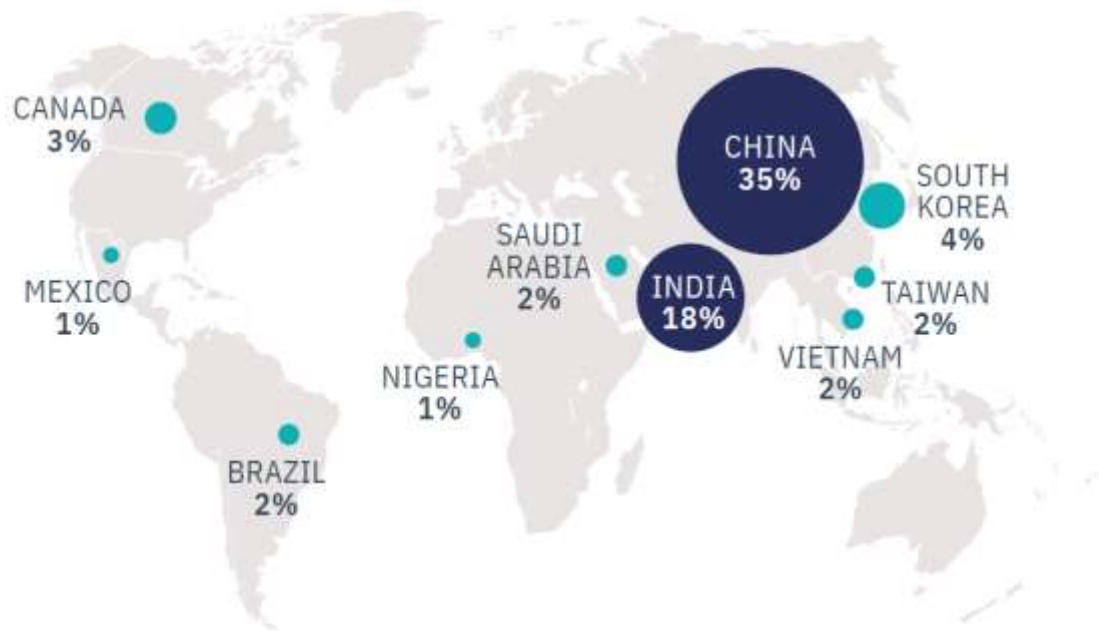 CANADA
3%
CHINA
35%
SOUTH
KOREA
4%
SAUDI
ARABIA
2%
MEXICO
1%
INDIA
18%
TAIWAN
2%
VIETNAM
2%
NIGERIA
1%
BRAZIL
2%